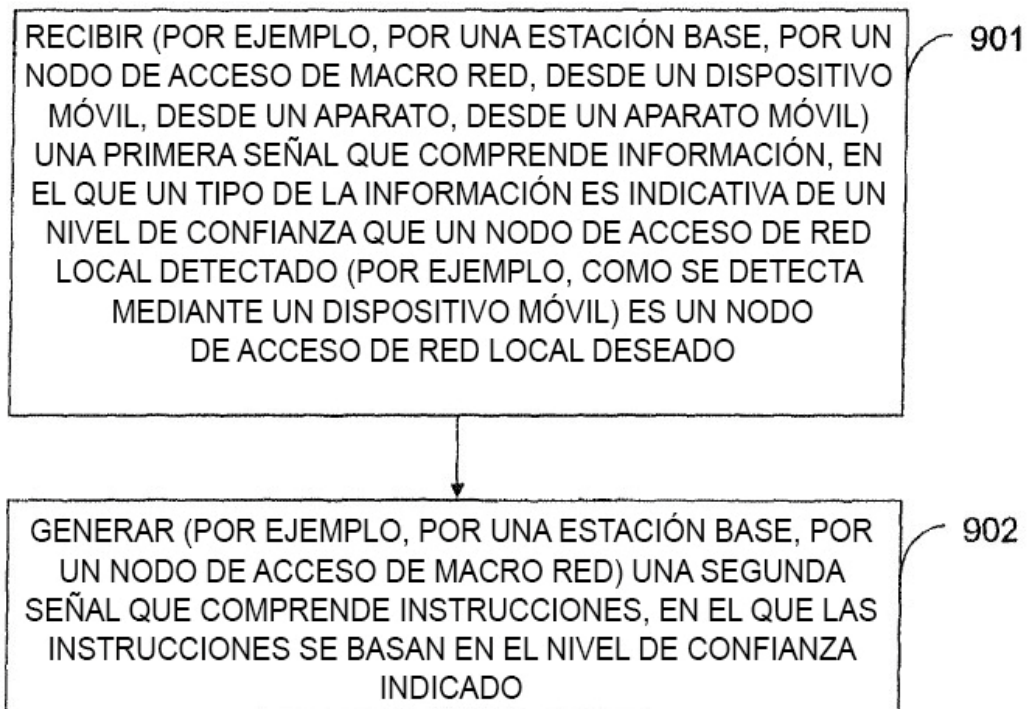 RECIBIR (POR EJEMPLO, POR UNA ESTACIÓN BASE, POR UN
NODO DE ACCESO DE MACRO RED, DESDE UN DISPOSITIVO
MÓVIL, DESDE UN APARATO, DESDE UN APARATO MÓVIL)
UNA PRIMERA SEÑAL QUE COMPRENDE INFORMACIÓN, EN
EL QUE UN TIPO DE LA INFORMACIÓN ES INDICATIVA DE UN
NIVEL DE CONFIANZA QUE UN NODO DE ACCESO DE RED
LOCAL DETECTADO (POR EJEMPLO, COMO SE DETECTA
MEDIANTE UN DISPOSITIVO MÓVIL) ES UN NODO
DE ACCESO DE RED LOCAL DESEADO
901
GENERAR (POR EJEMPLO, POR UNA ESTACIÓN BASE, POR
UN NODO DE ACCESO DE MACRO RED) UNA SEGUNDA
SEÑAL QUE COMPRENDE INSTRUCCIONES, EN EL QUE LAS
INSTRUCCIONES SE BASAN EN EL NIVEL DE CONFIANZA
INDICADO
902